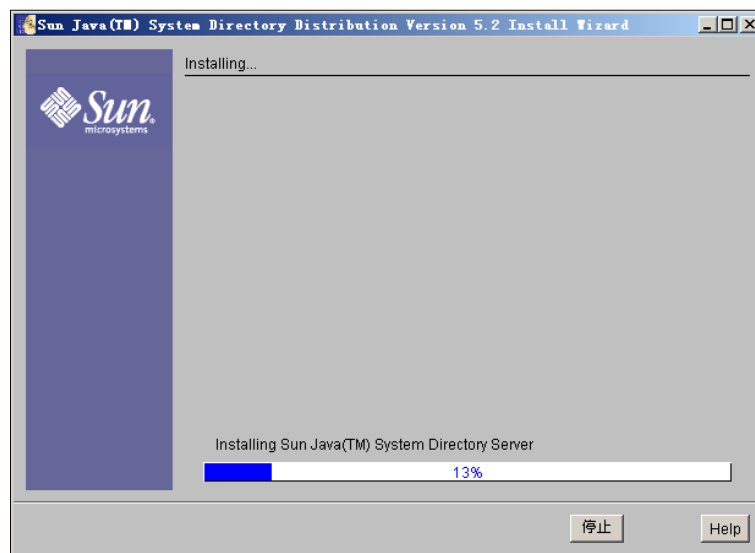 Sun Java(TM) System Directory Distribution Version 5.2 Install Wizard
Installing...
Sun.
microsystems
Installing Sun Java(TM) System Directory Server
13%
停止
Help